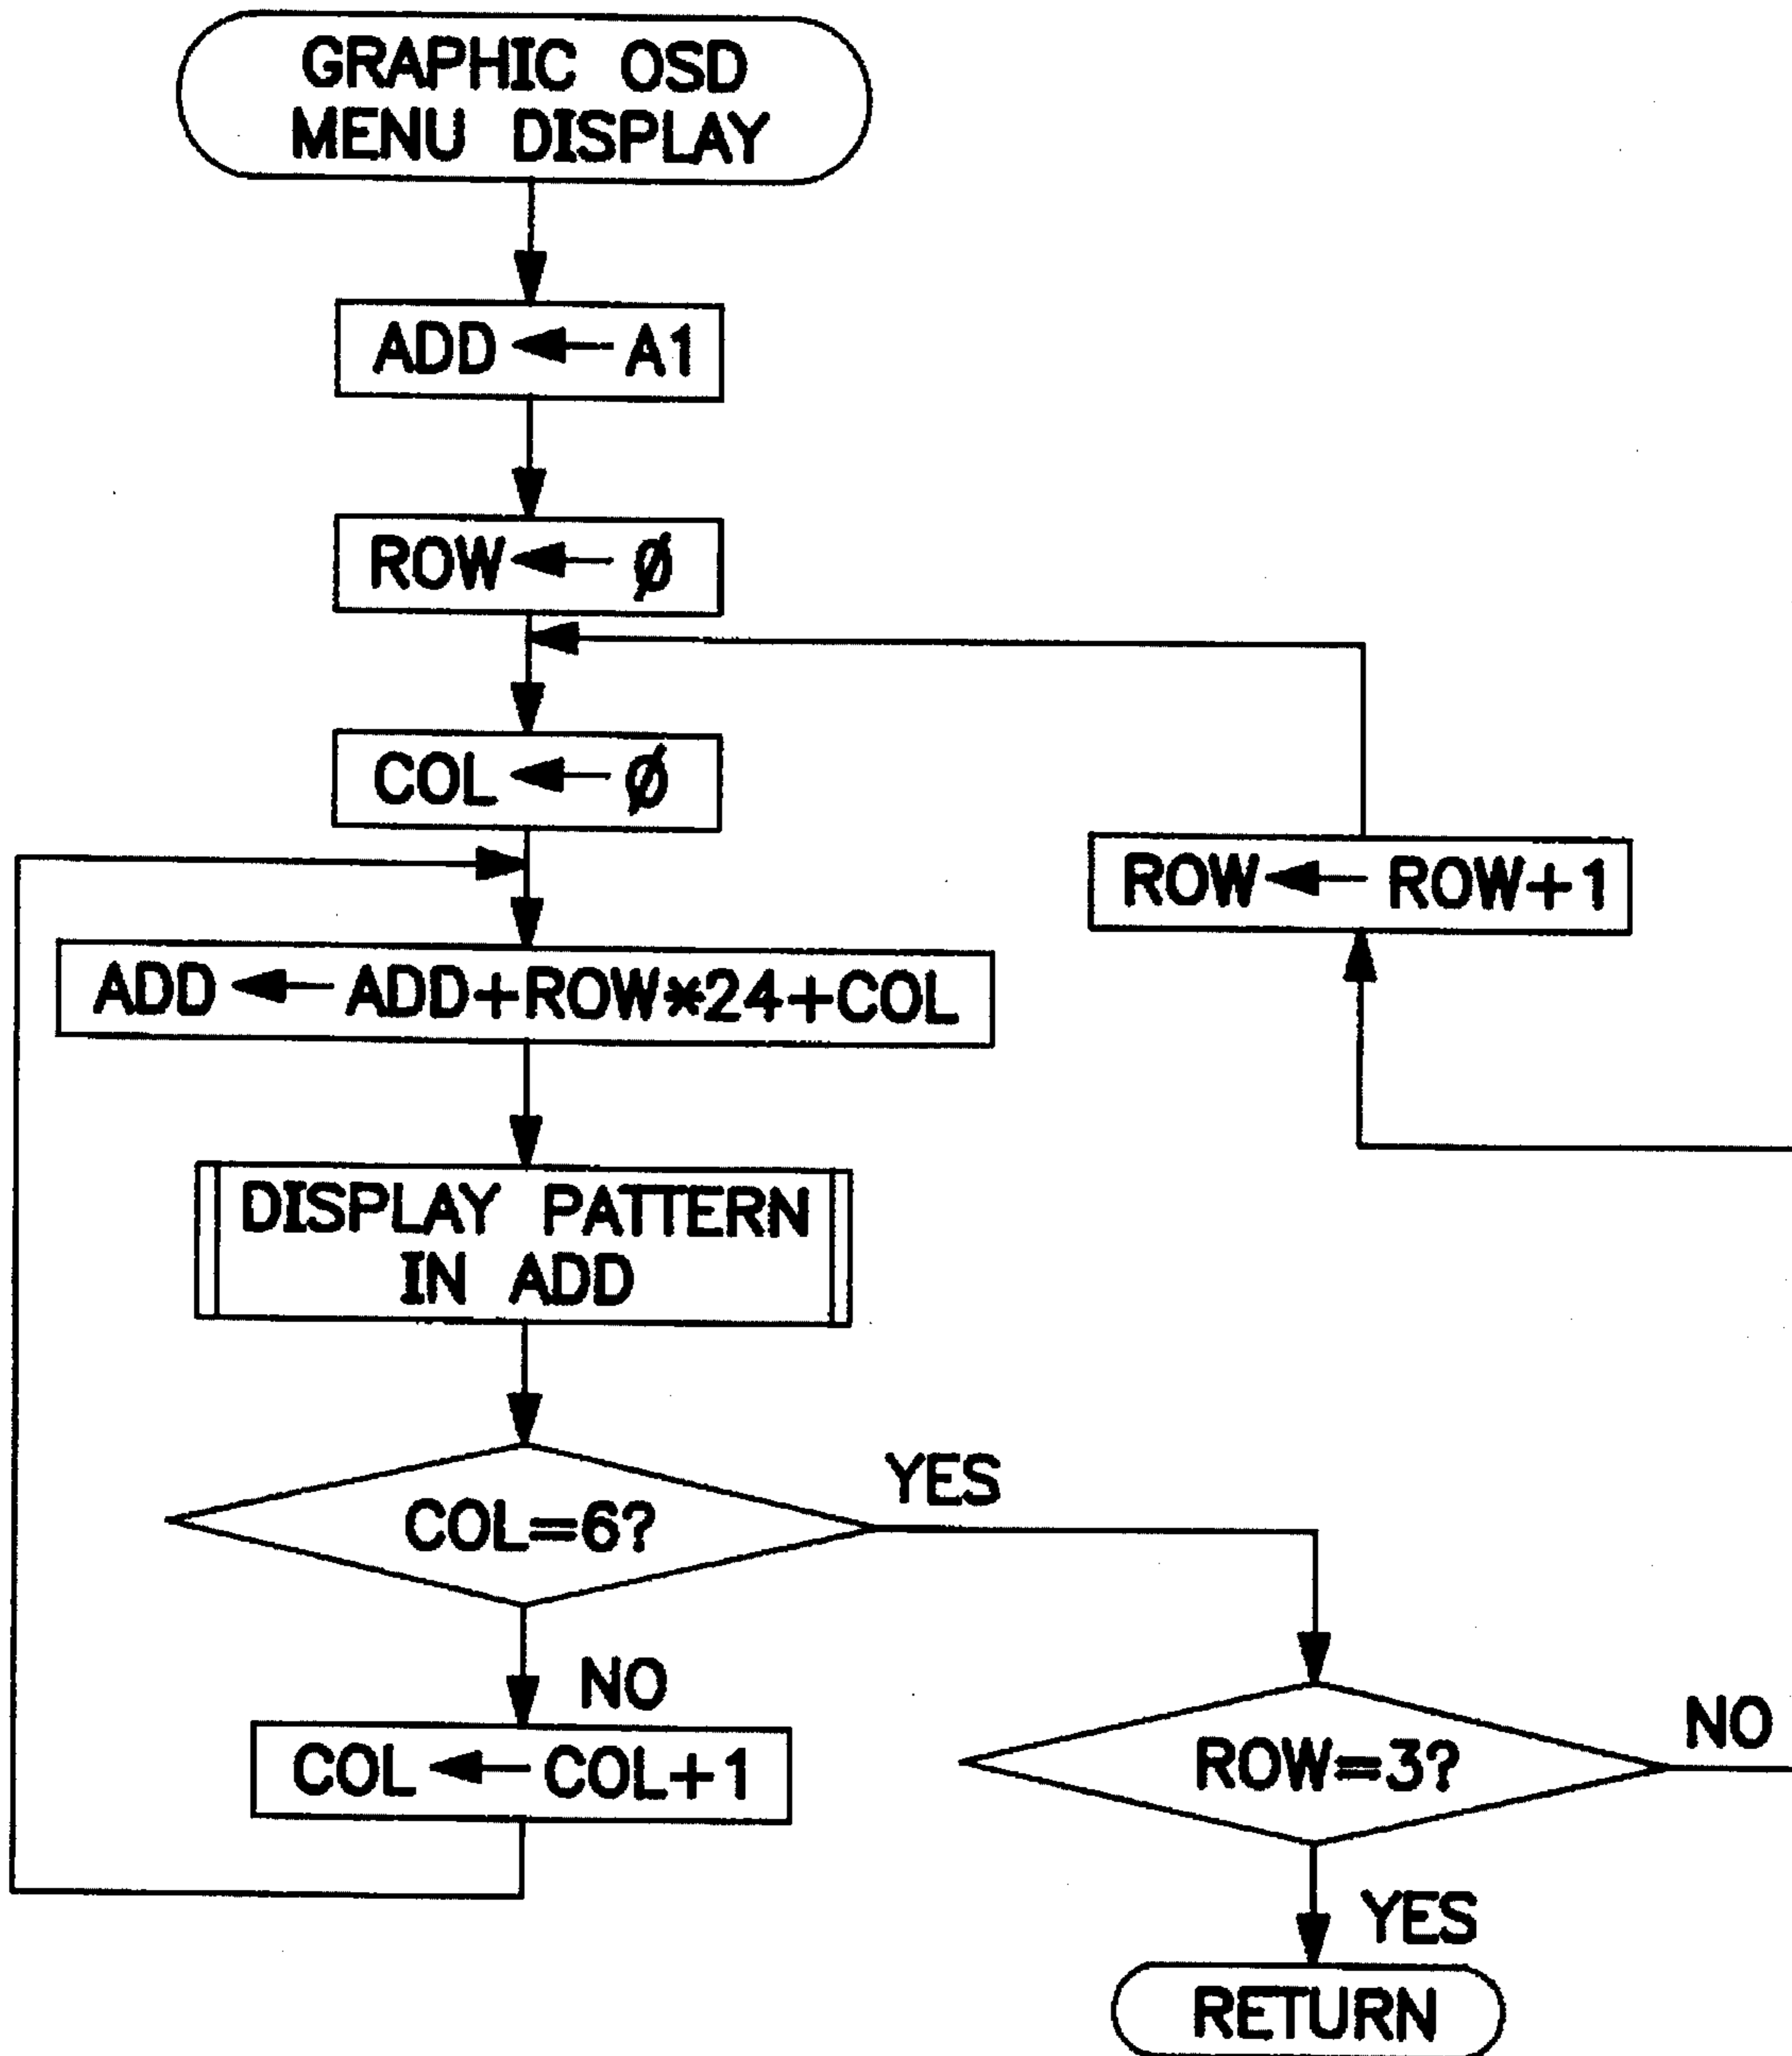 GRAPHIC OSD
MENU DISPLAY
ADD ← A1
ROW ← Ø
COL ← Ø
ROW ← ROW+1
ADD ← ADD+ROW*24+COL
DISPLAY PATTERN
IN ADD
YES
COL=6?
NO
COL ← COL+1
NO
ROW=3?
YES
RETURN